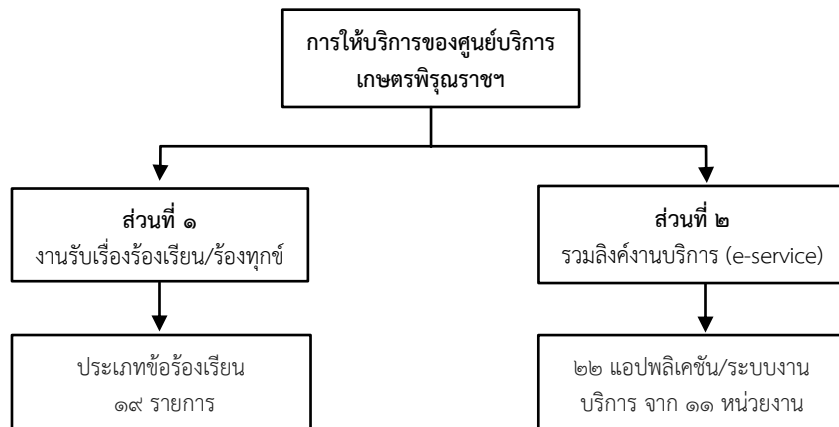 การให้บริการของศูนย์บริการ
เกษตรพิรุณราชฯ
ส่วนที่ ๑
งานรับเรื่องร้องเรียน/ร้องทุกข์
ส่วนที่ ๒
รวมลิงค์งานบริการ (e-service)
ประเภทข้อร้องเรียน
๑๙ รายการ
๒๒ แอปพลิเคชัน/ระบบงาน
บริการ จาก ๑๑ หน่วยงาน